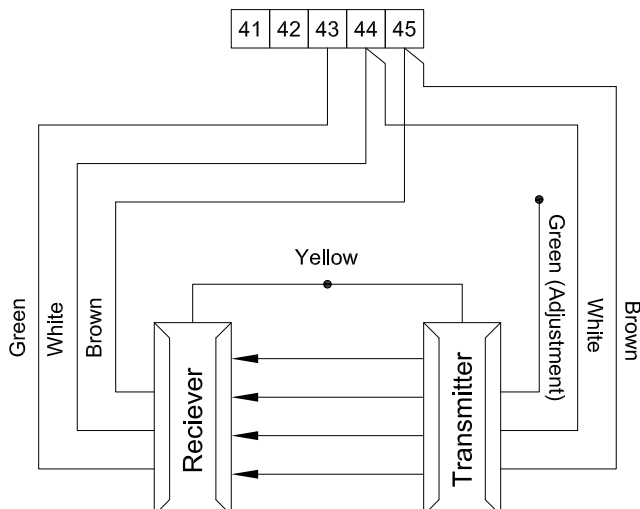 41 42 43 44 45
Yellow
Green
White
Brown
Reciever
Transmitter
Green (Adjustment)
White
Brown